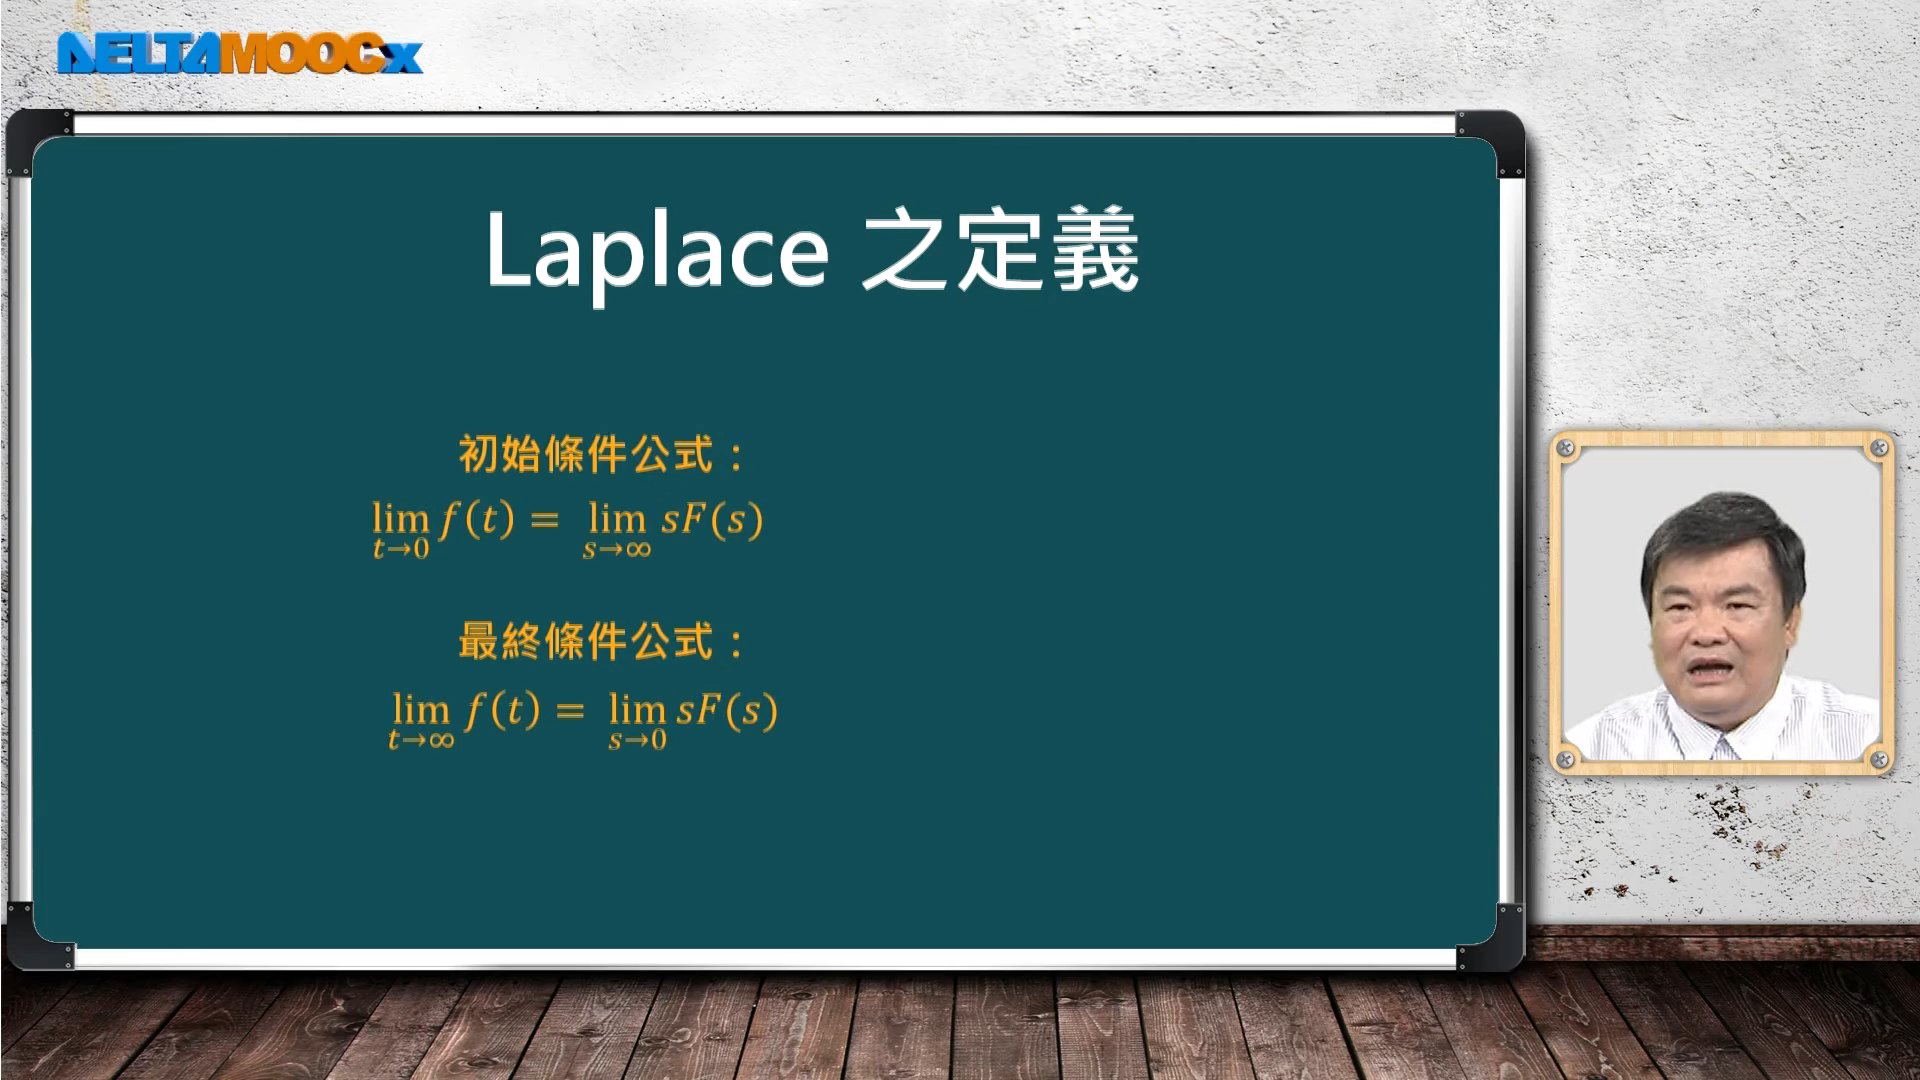 DELTAMOOCx
Laplace 之定義
初始條件公式：
lim f(t) = lim sF(s)
t→0 s→∞
最終條件公式：
lim f(t) = lim sF(s)
t→∞ s→0